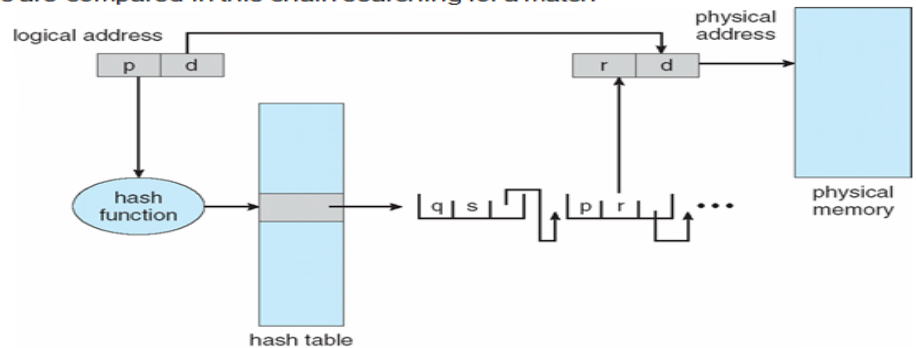 are compared in this chain searching for a match
logical address
p d
physical
address
r d
hash
function
hash table
q s
p r
physical
memory